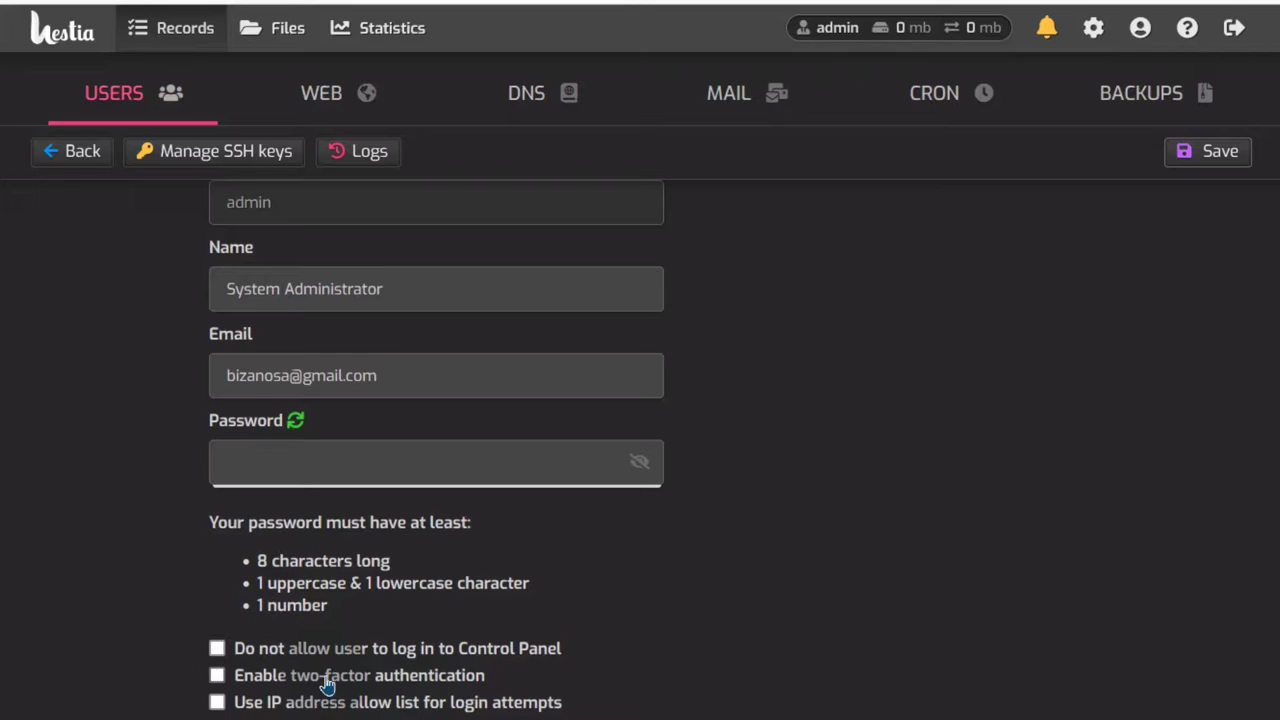 hestia Records Files Statistics admin 0 mb 0 mb
USERS WEB DNS MAIL CRON BACKUPS
Back Manage SSH keys Logs Save
admin
Name
System Administrator
Email
bizanosa@gmail.com
Password
Your password must have at least:
• 8 characters long
• 1 uppercase & 1 lowercase character
• 1 number
Do not allow user to log in to Control Panel
Enable two-factor authentication
Use IP address allow list for login attempts